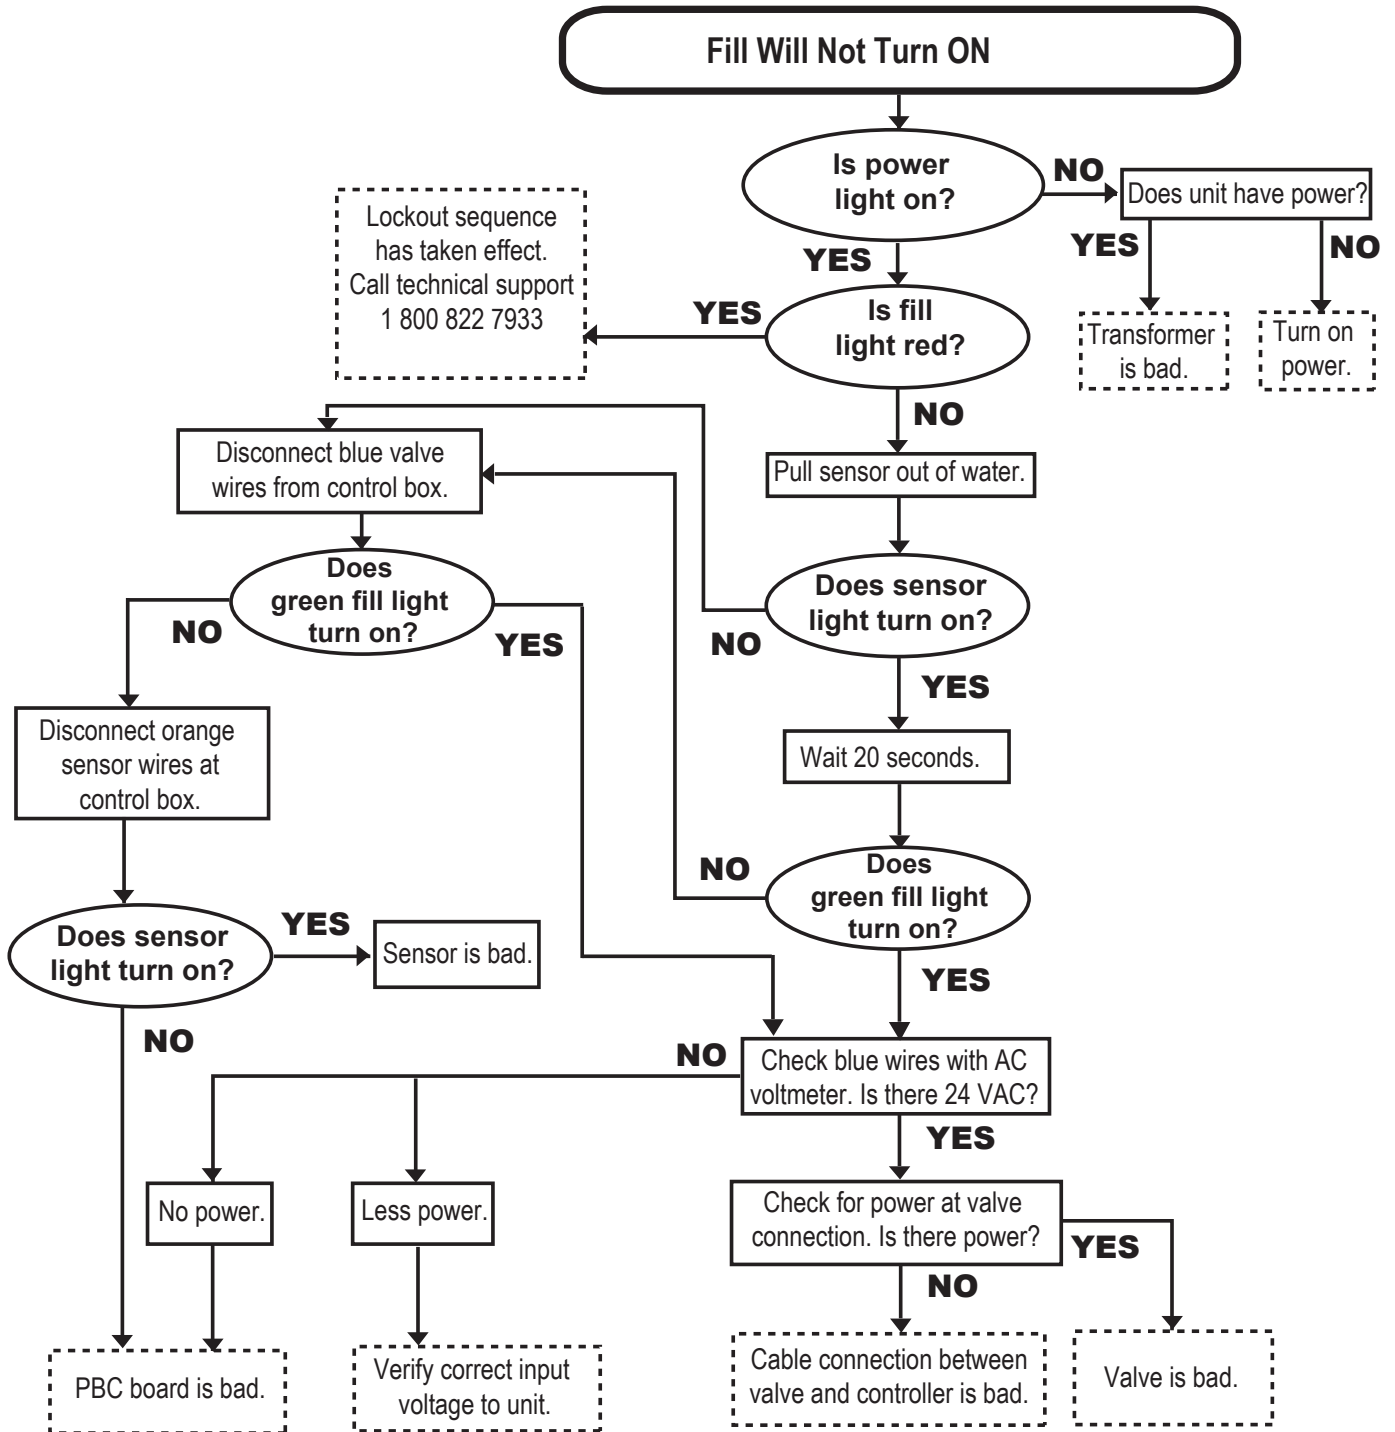 Fill Will Not Turn ON
Is power
light on?
NO
Does unit have power?
YES
NO
Transformer
is bad.
Turn on
power.
YES
Is fill
light red?
YES
Lockout sequence
has taken effect.
Call technical support
1 800 822 7933
NO
Pull sensor out of water.
Does sensor
light turn on?
NO
Disconnect blue valve
wires from control box.
Does
green fill light
turn on?
NO
YES
Disconnect orange
sensor wires at
control box.
Does sensor
light turn on?
YES
Sensor is bad.
NO
YES
Wait 20 seconds.
Does
green fill light
turn on?
NO
YES
Check blue wires with AC
voltmeter. Is there 24 VAC?
NO
No power.
Less power.
PBC board is bad.
Verify correct input
voltage to unit.
YES
Check for power at valve
connection. Is there power?
YES
NO
Cable connection between
valve and controller is bad.
Valve is bad.